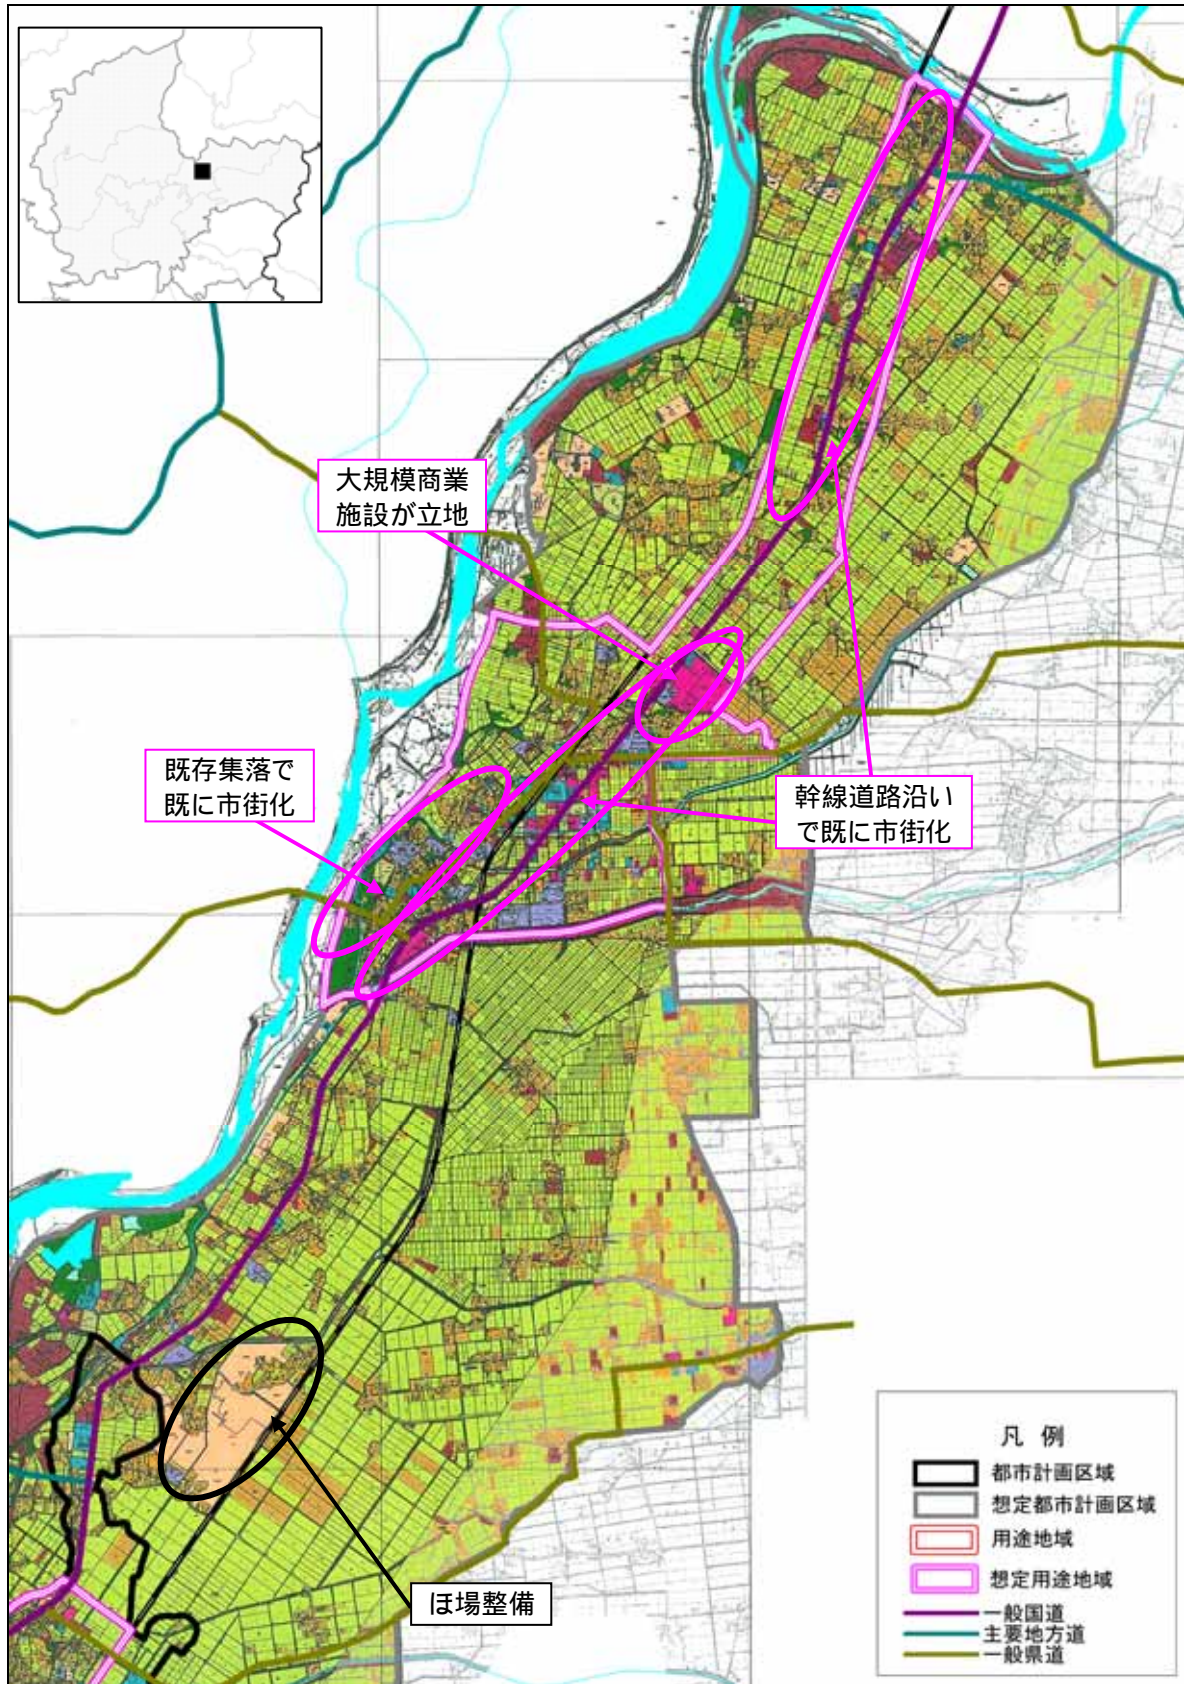 大規模商業
施設が立地
既存集落で
既に市街化
幹線道路沿い
で既に市街化
ほ場整備
凡 例
都市計画区域
想定都市計画区域
用途地域
想定用途地域
一般国道
主要地方道
一般県道